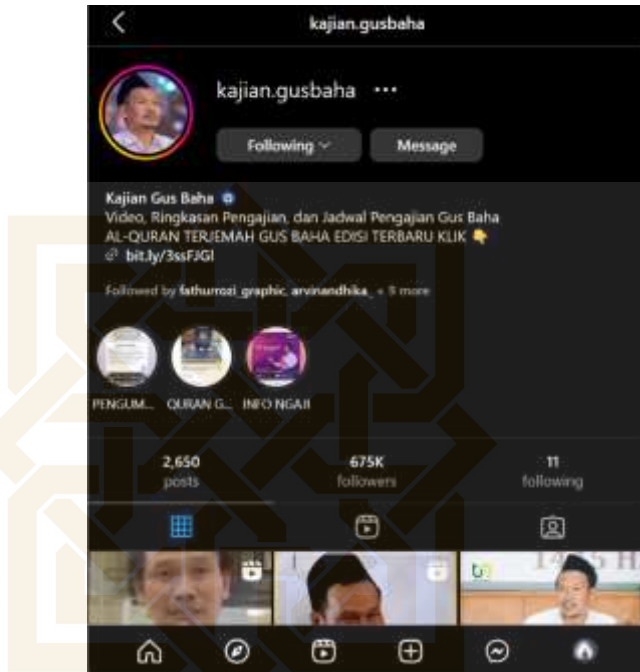 kajian.gusbaha
kajian.gusbaha
Following
Message
Kajian Gus Baha
Video, Ringkasan Pengajian, dan Jadwal Pengajian Gus Baha
AL-QURAN TERJEMAH GUS BAHA EDISI TERBARU KLIK 👇
bit.ly/3ssFJGl
Followed by fathurrozi_graphic, arvinandhika_ + 9 more
PENGUM... QURAN G... INFO NGAJI
2,650 675K 11
posts followers following